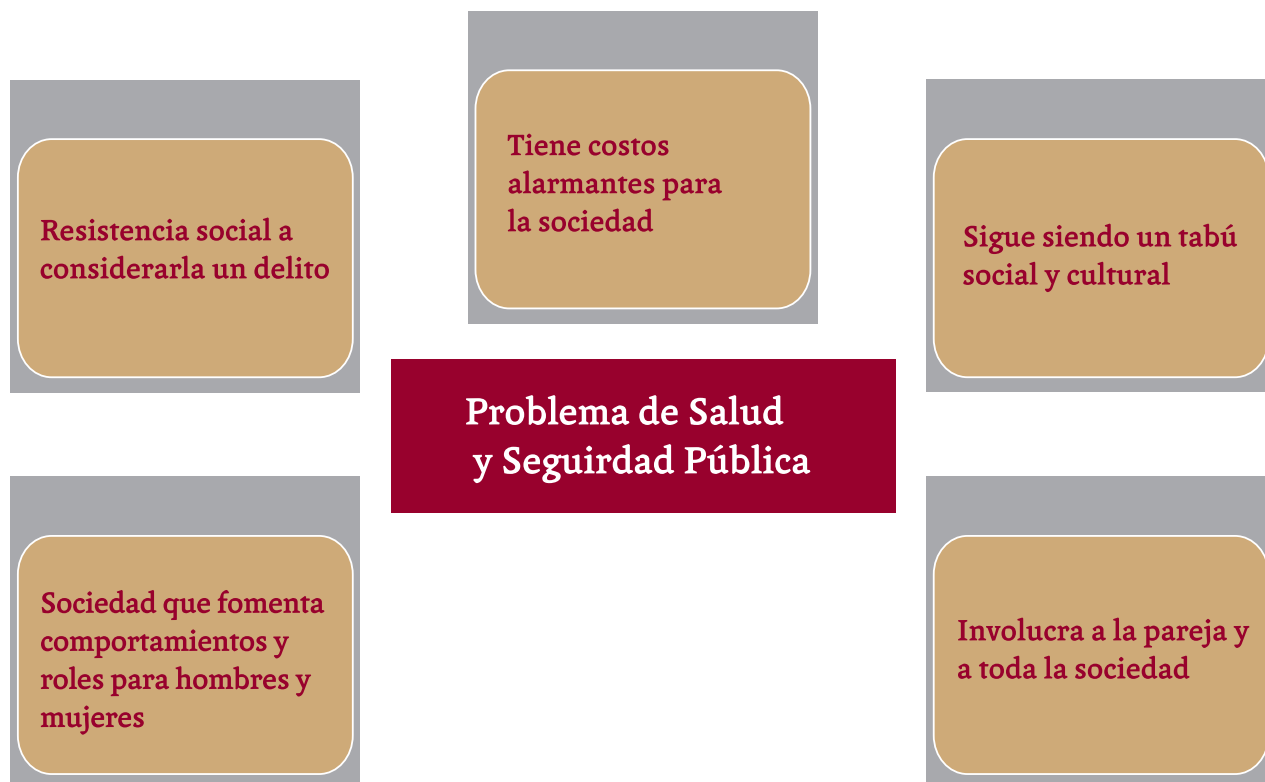 Tiene costos
alarmantes para
la sociedad
Resistencia social a
considerarla un delito
Sigue siendo un tabú
social y cultural
Problema de Salud
y Seguirdad Pública
Sociedad que fomenta
comportamientos y
roles para hombres y
mujeres
Involucra a la pareja y
a toda la sociedad